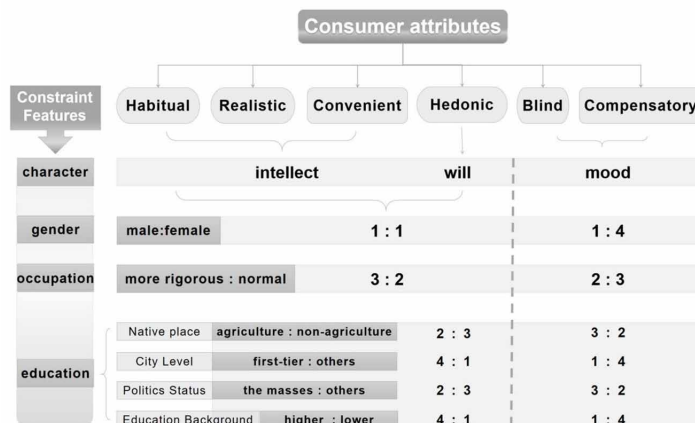 Consumer attributes
Constraint
Features
Habitual Realistic Convenient Hedonic Blind Compensatory
character intellect will mood
gender male:female 1 : 1 1 : 4
occupation more rigorous : normal 3 : 2 2 : 3
education
Native place agriculture : non-agriculture 2 : 3 3 : 2
City Level first-tier : others 4 : 1 1 : 4
Politics Status the masses : others 2 : 3 3 : 2
Education Background higher : lower 4 : 1 1 : 4